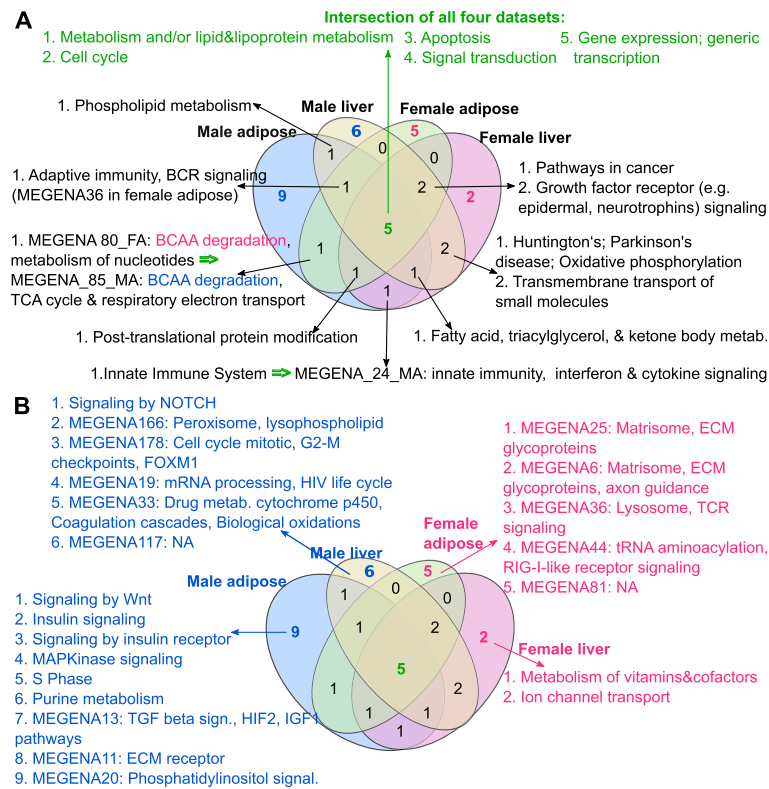 A
Intersection of all four datasets:
1. Metabolism and/or lipid&lipoprotein metabolism
2. Cell cycle
3. Apoptosis
4. Signal transduction
5. Gene expression; generic
transcription
1. Phospholipid metabolism
Male liver
Female adipose
Male adipose
Female liver
6
5
1
0
0
1. Adaptive immunity, BCR signaling
(MEGENA36 in female adipose)
9
1
2
2
1. Pathways in cancer
2. Growth factor receptor (e.g.
epidermal, neurotrophins) signaling
5
1. MEGENA 80_FA: BCAA degradation,
metabolism of nucleotides ⇒
MEGENA_85_MA: BCAA degradation,
TCA cycle & respiratory electron transport
1
2
1. Huntington's; Parkinson's
disease; Oxidative phosphorylation
2. Transmembrane transport of
small molecules
1
1
1
1. Post-translational protein modification
1. Fatty acid, triacylglycerol, & ketone body metab.
1.Innate Immune System ⇒ MEGENA_24_MA: innate immunity, interferon & cytokine signaling
B
1. Signaling by NOTCH
2. MEGENA166: Peroxisome, lysophospholipid
3. MEGENA178: Cell cycle mitotic, G2-M
checkpoints, FOXM1
4. MEGENA19: mRNA processing, HIV life cycle
5. MEGENA33: Drug metab. cytochrome p450,
Coagulation cascades, Biological oxidations
6. MEGENA117: NA
1. MEGENA25: Matrisome, ECM
glycoproteins
2. MEGENA6: Matrisome, ECM
glycoproteins, axon guidance
3. MEGENA36: Lysosome, TCR
signaling
4. MEGENA44: tRNA aminoacylation,
RIG-I-like receptor signaling
5. MEGENA81: NA
Female
adipose
Male liver
Male adipose
6
5
1
0
0
1. Signaling by Wnt
2. Insulin signaling
3. Signaling by insulin receptor
4. MAPKinase signaling
5. S Phase
6. Purine metabolism
7. MEGENA13: TGF beta sign., HIF2, IGF1
pathways
8. MEGENA11: ECM receptor
9. MEGENA20: Phosphatidylinositol signal.
9
1
2
2
5
1
2
1
1
1
Female liver
1. Metabolism of vitamins&cofactors
2. Ion channel transport